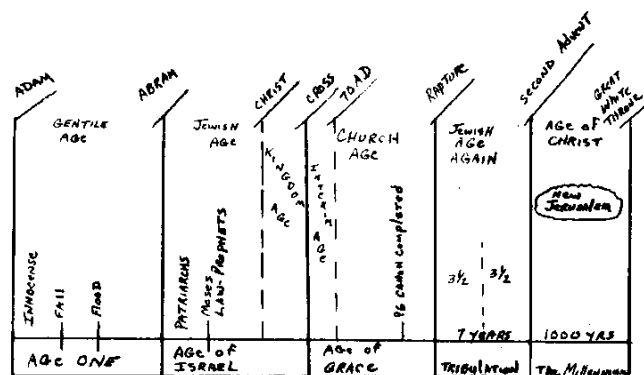 ADAM
ABRAM
CHRIST
CROSS
70 A.D
RAPTURE
SECOND ADVENT
GREAT
WHITE
THRONE
GENTILE
AGE
JEWISH
AGE
KINGDOM
AGE
INTERIM
AGE
CHURCH
AGE
JEWISH
AGE
AGAIN
AGE OF
CHRIST
NEW
JERUSALEM
INNOCENSE
FALL
FLOOD
PATRIARCHS
MOSES
LAW-PROPHETS
96 CANON COMPLETED
3½
3½
7 YEARS
1000 YRS
AGE ONE
AGE OF
ISRAEL
AGE OF
GRACE
TRIBULATION
The Millennium